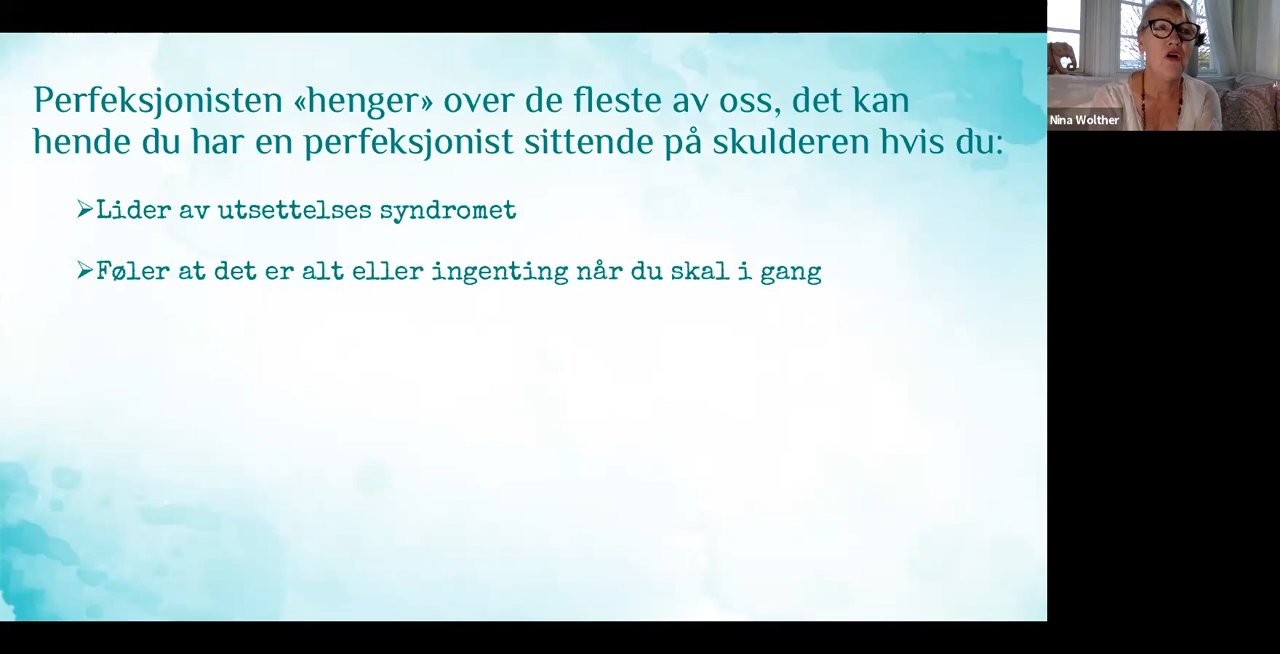 Perfeksjonisten «henger» over de fleste av oss, det kan
hende du har en perfeksjonist sittende på skulderen hvis du:
➢Lider av utsettelses syndromet
➢Føler at det er alt eller ingenting når du skal i gang
Nina Wolther